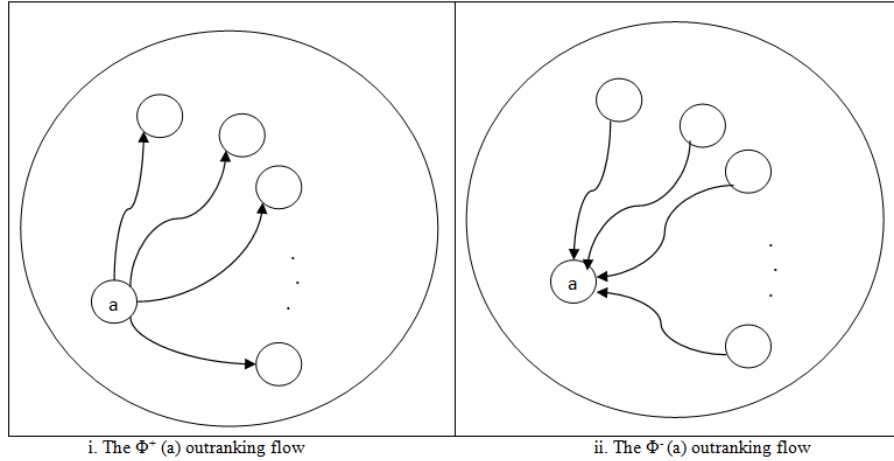 a
a
i. The Φ⁺ (a) outranking flow
ii. The Φ⁻ (a) outranking flow